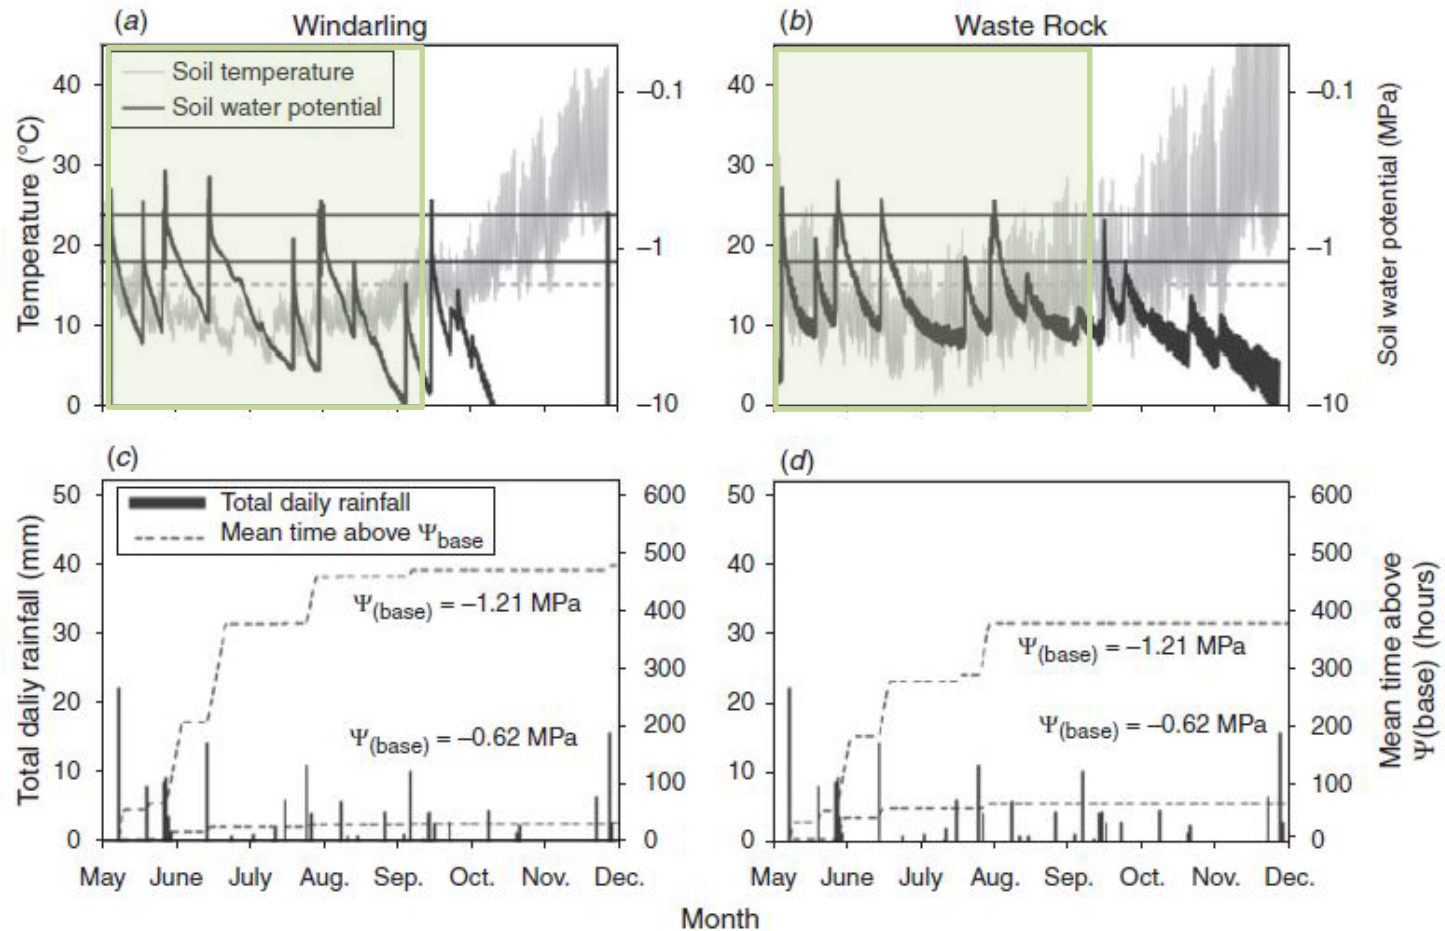 (a) Windarling
(b) Waste Rock
Soil temperature
Soil water potential
Temperature (°C)
40
30
20
10
0
–0.1
–1
–10
40
30
20
10
0
–0.1
–1
–10
Soil water potential (MPa)
(c)
(d)
Total daily rainfall
Mean time above Ψbase
Total daliy rainfall (mm)
50
40
30
20
10
0
600
500
400
300
200
100
0
Ψ(base) = –1.21 MPa
Ψ(base) = –0.62 MPa
50
40
30
20
10
0
600
500
400
300
200
100
0
Ψ(base) = –1.21 MPa
Ψ(base) = –0.62 MPa
Mean time above
Ψ(base) (hours)
May June July Aug. Sep. Oct. Nov. Dec.
May June July Aug. Sep. Oct. Nov. Dec.
Month